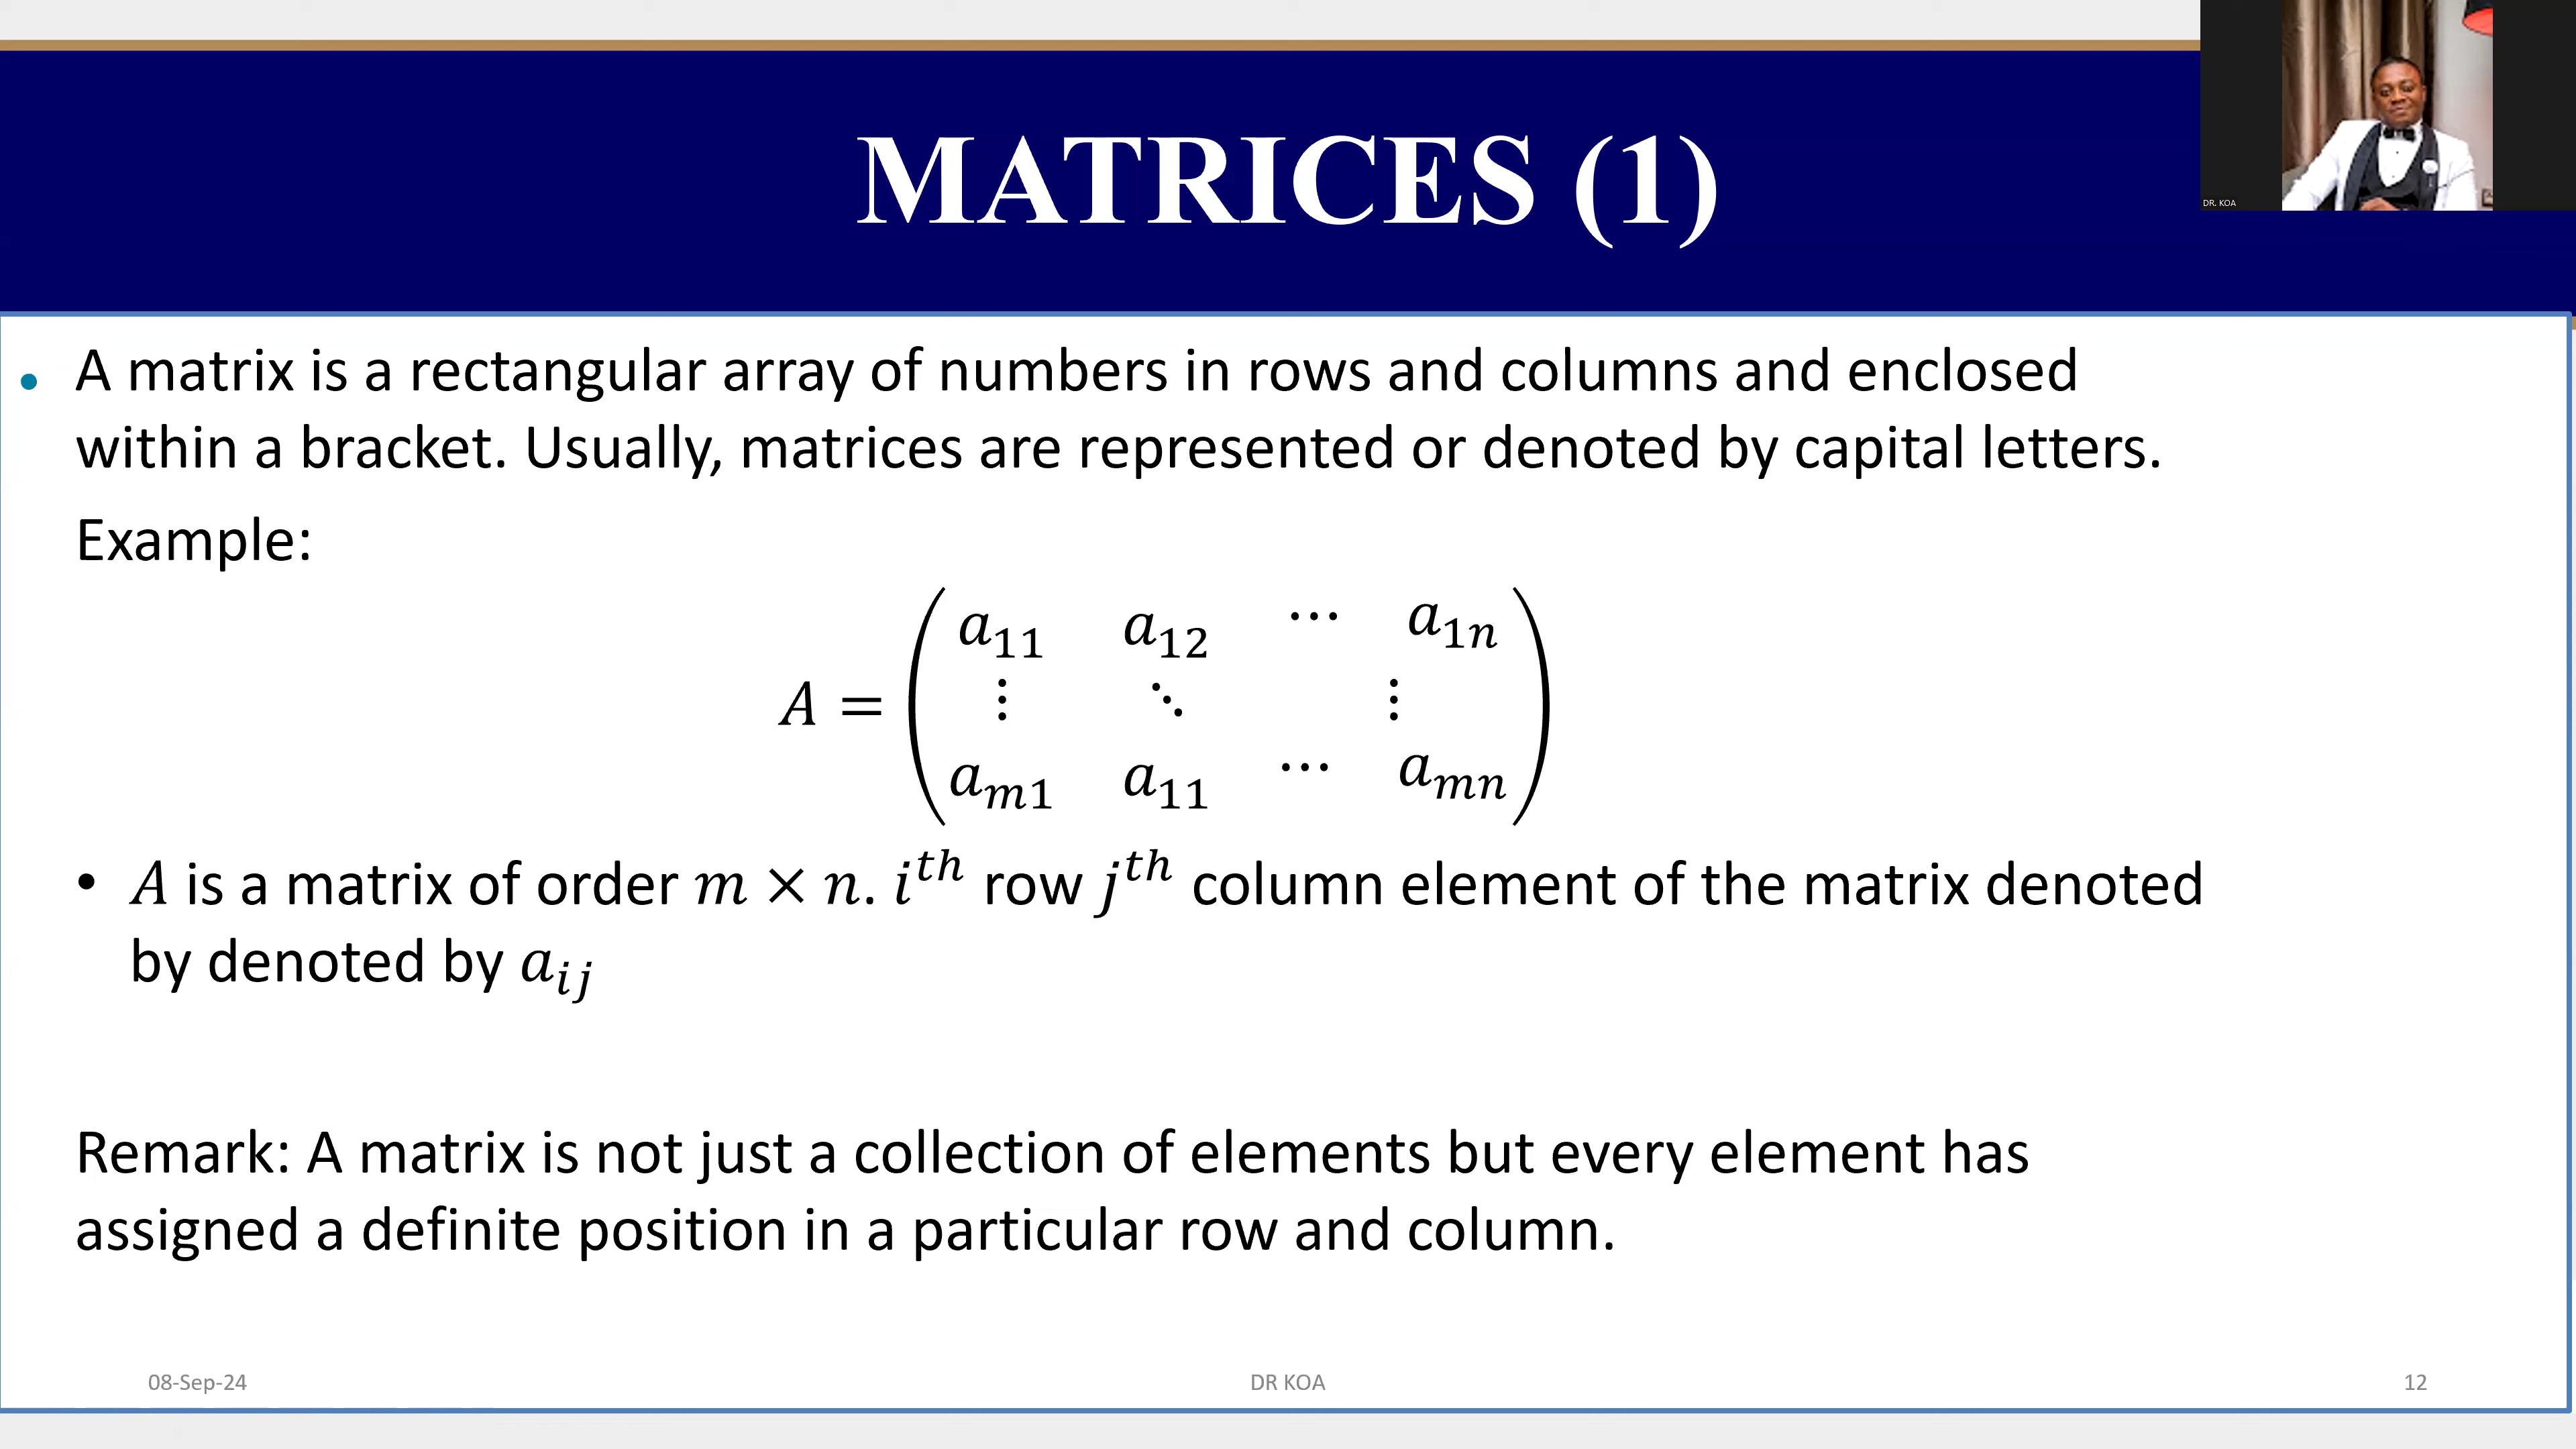 DR. KOA
MATRICES (1)
• A matrix is a rectangular array of numbers in rows and columns and enclosed
within a bracket. Usually, matrices are represented or denoted by capital letters.
Example:
a₁₁ a₁₂ ⋯ a₁ₙ
A = ( ⋮ ⋱ ⋮ )
aₘ₁ a₁₁ ⋯ aₘₙ
• A is a matrix of order m × n. iᵗʰ row jᵗʰ column element of the matrix denoted
by denoted by aᵢⱼ
Remark: A matrix is not just a collection of elements but every element has
assigned a definite position in a particular row and column.
08-Sep-24
DR KOA
12